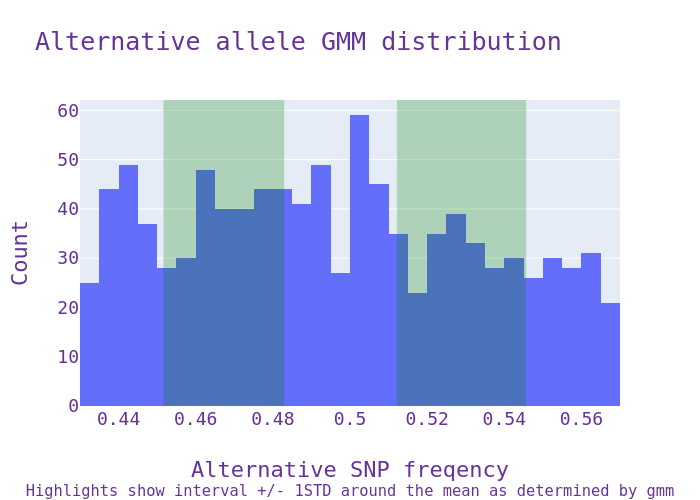 Alternative allele GMM distribution
60
50
40
30
20
10
0
Count
0.44 0.46 0.48 0.5 0.52 0.54 0.56
Alternative SNP freqency
Highlights show interval +/- 1STD around the mean as determined by gmm